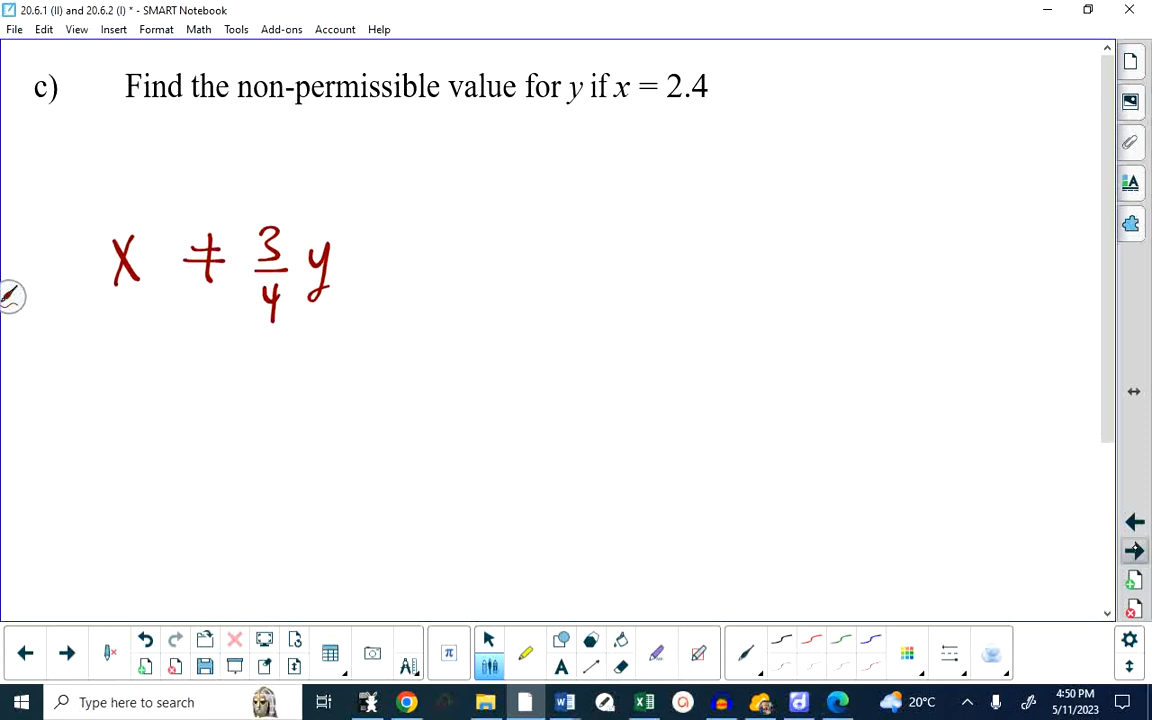 20.6.1 (II) and 20.6.2 (I) * - SMART Notebook
File Edit View Insert Format Math Tools Add-ons Account Help
c) Find the non-permissible value for y if x = 2.4
x ≠ 3/4 y
Type here to search
20°C
4:50 PM
5/11/2023